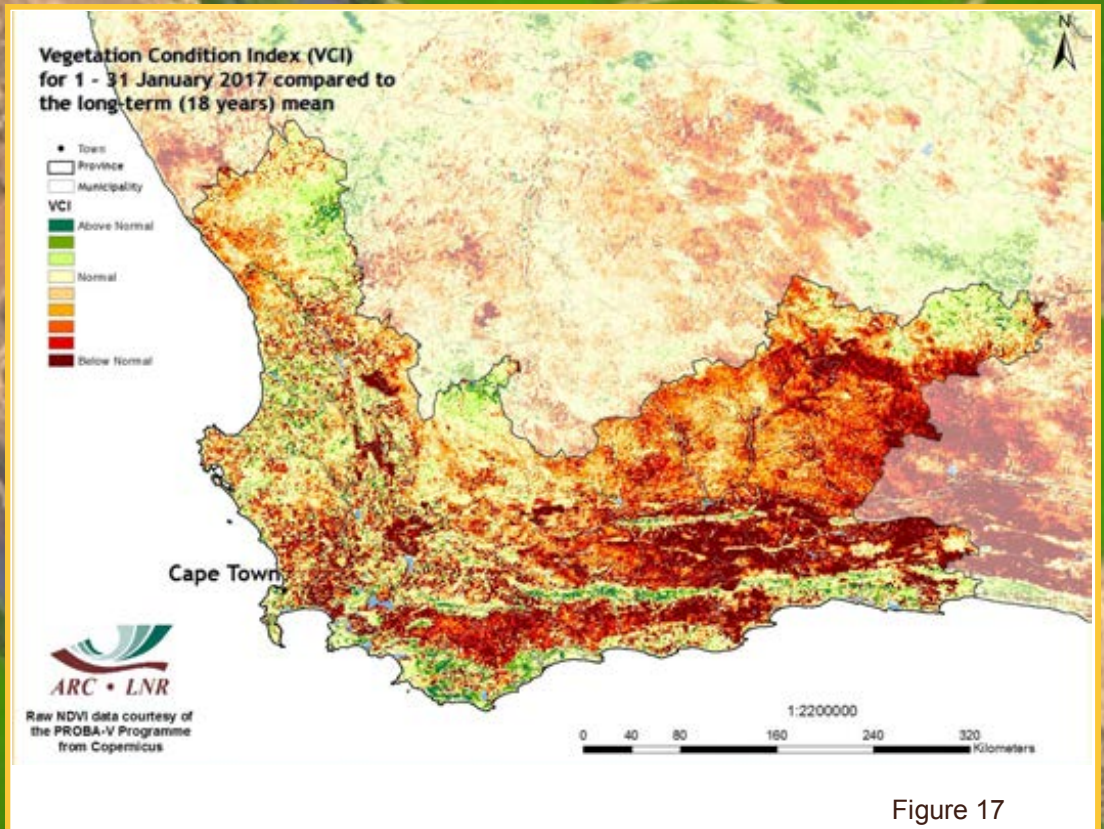 Vegetation Condition Index (VCI)
for 1 - 31 January 2017 compared to
the long-term (18 years) mean
N
Town
Province
Municipality
VCI
Above Normal
Normal
Below Normal
Cape Town
ARC • LNR
Raw NDVI data courtesy of
the PROBA-V Programme
from Copernicus
1:2200000
0 40 80 160 240 320
Kilometers
Figure 17